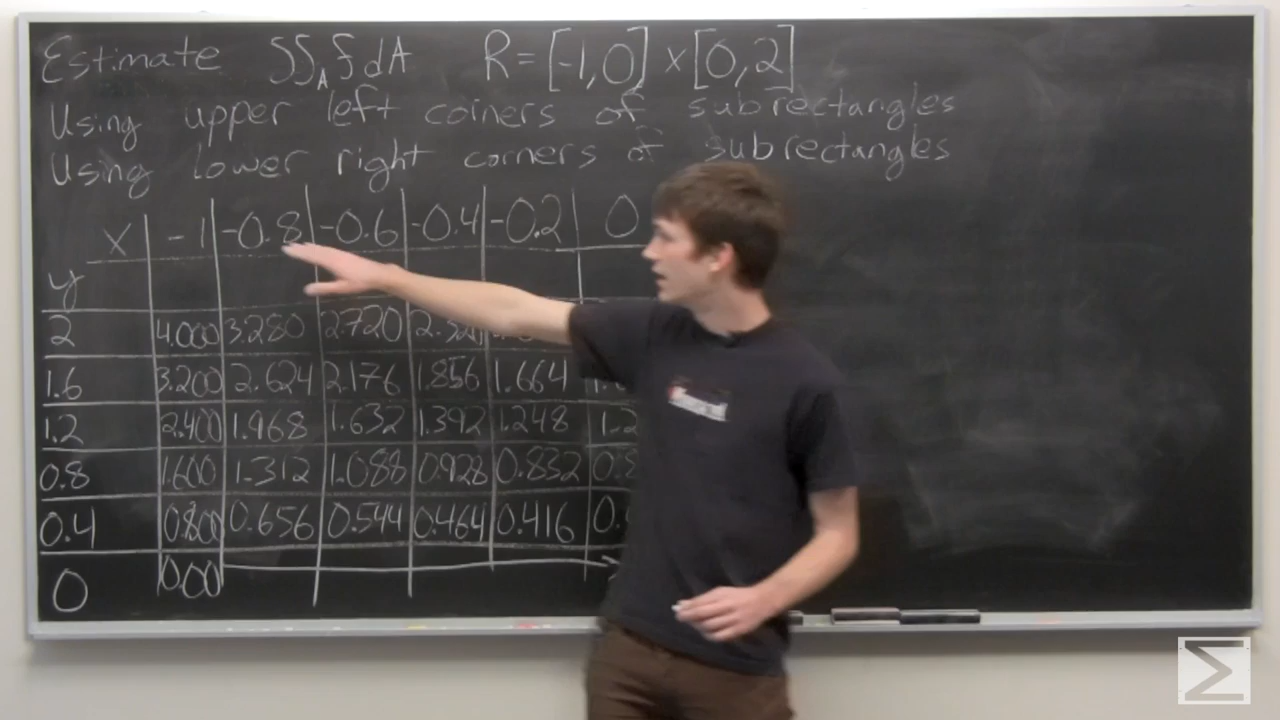 Estimate ∬_A f dA R = [-1,0] × [0,2]
Using upper left corners of subrectangles
Using lower right corners of subrectangles
x -1 -0.8 -0.6 -0.4 -0.2 0
y
2 4.000 3.280 2.720
1.6 3.200 2.624 2.176 1.856 1.664
1.2 2.400 1.968 1.632 1.392 1.248 1.2
0.8 1.600 1.312 1.088 0.928 0.832
0.4 0.800 0.656 0.544 0.464 0.416 0.
0 0.00
Σ